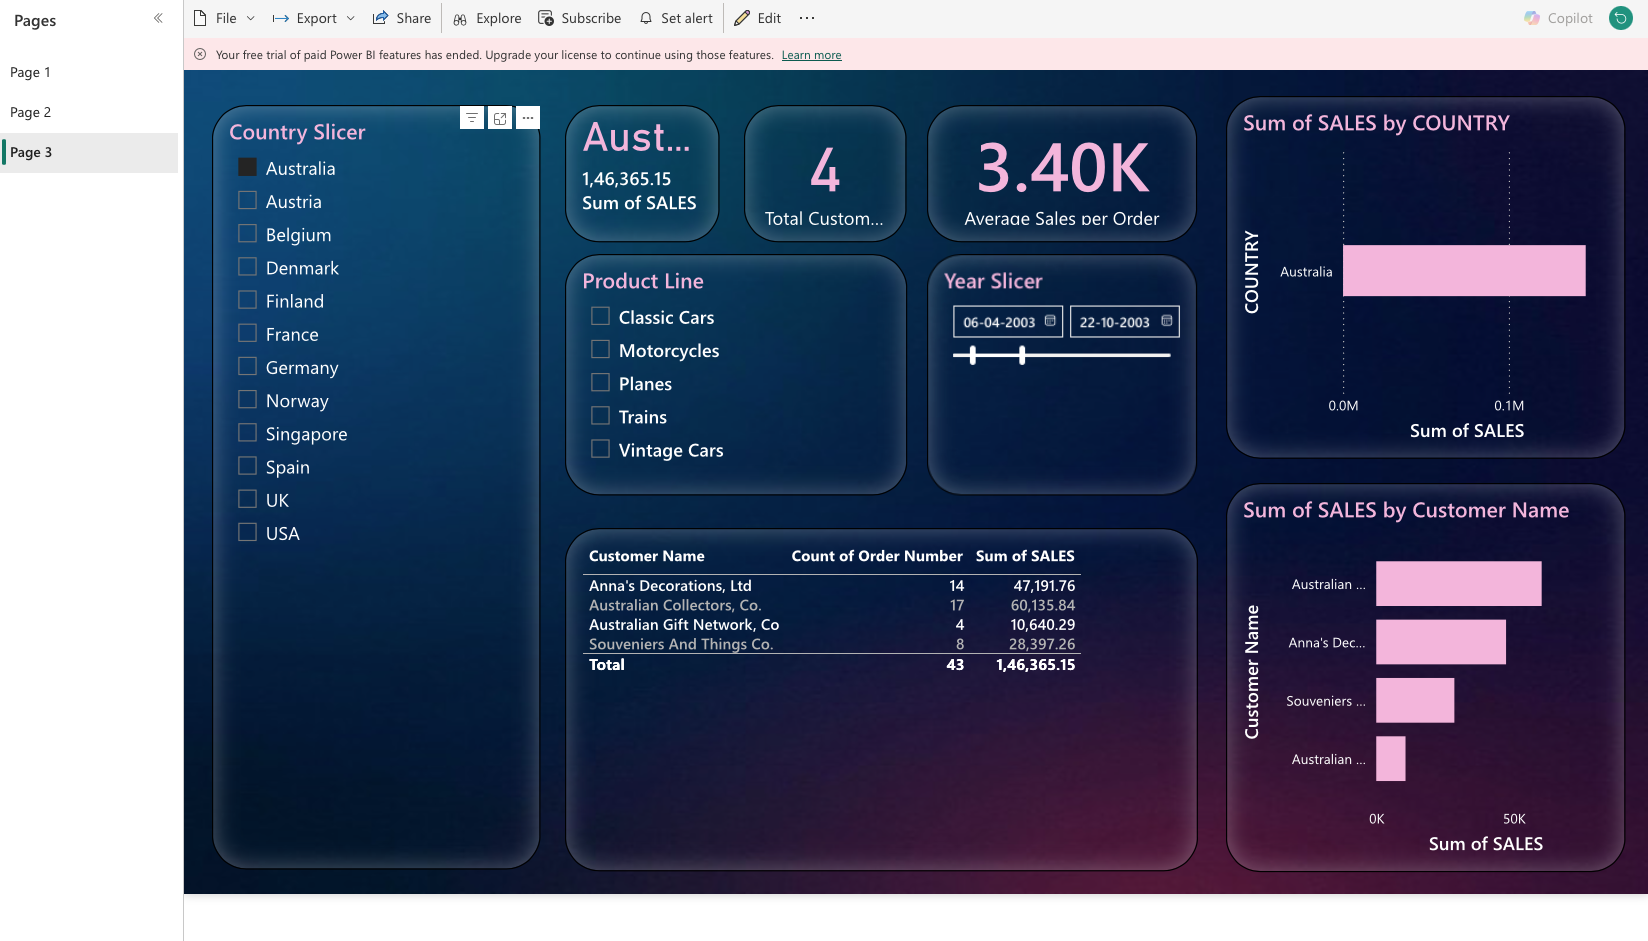 Pages
Page 1
Page 2
Page 3
File
Export
Share
Explore
Subscribe
Set alert
Edit
Copilot
Your free trial of paid Power BI features has ended. Upgrade your license to continue using those features. Learn more
Country Slicer
Australia
Austria
Belgium
Denmark
Finland
France
Germany
Norway
Singapore
Spain
UK
USA
Aust...
1,46,365.15
Sum of SALES
4
Total Custom...
3.40K
Average Sales per Order
Product Line
Classic Cars
Motorcycles
Planes
Trains
Vintage Cars
Year Slicer
06-04-2003 22-10-2003
Customer Name Count of Order Number Sum of SALES
Anna's Decorations, Ltd 14 47,191.76
Australian Collectors, Co. 17 60,135.84
Australian Gift Network, Co 4 10,640.29
Souveniers And Things Co. 8 28,397.26
Total 43 1,46,365.15
Sum of SALES by COUNTRY
COUNTRY
Australia
0.0M 0.1M
Sum of SALES
Sum of SALES by Customer Name
Customer Name
Australian ...
Anna's Dec...
Souveniers ...
Australian ...
0K 50K
Sum of SALES